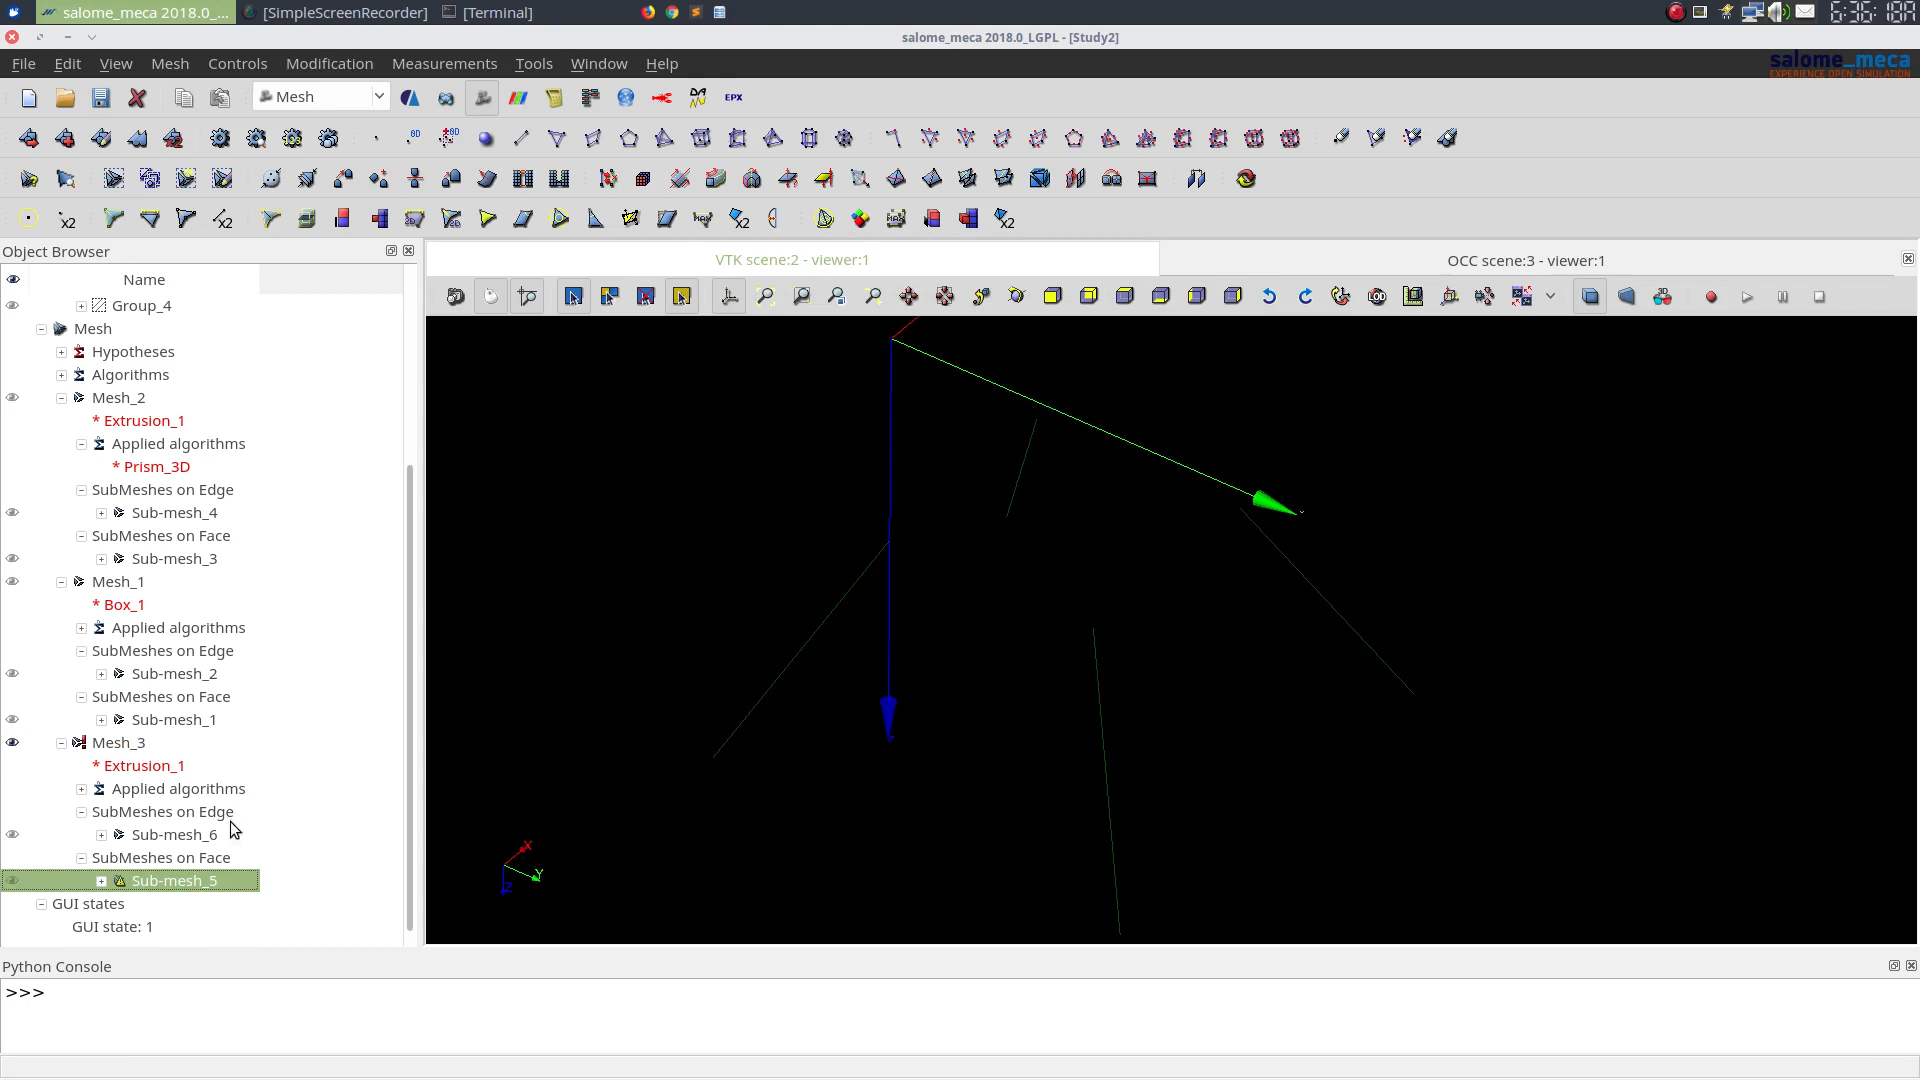 salome_meca 2018.0_...
[SimpleScreenRecorder]
[Terminal]
salome_meca 2018.0_LGPL - [Study2]
File Edit View Mesh Controls Modification Measurements Tools Window Help
salome_meca
EXPERIENCE OPEN SIMULATION
Mesh
EPX
Object Browser
VTK scene:2 - viewer:1
OCC scene:3 - viewer:1
Name
Group_4
Mesh
Hypotheses
Algorithms
Mesh_2
* Extrusion_1
Applied algorithms
* Prism_3D
SubMeshes on Edge
Sub-mesh_4
SubMeshes on Face
Sub-mesh_3
Mesh_1
* Box_1
Applied algorithms
SubMeshes on Edge
Sub-mesh_2
SubMeshes on Face
Sub-mesh_1
Mesh_3
* Extrusion_1
Applied algorithms
SubMeshes on Edge
Sub-mesh_6
SubMeshes on Face
Sub-mesh_5
GUI states
GUI state: 1
X
Y
Z
Python Console
>>>